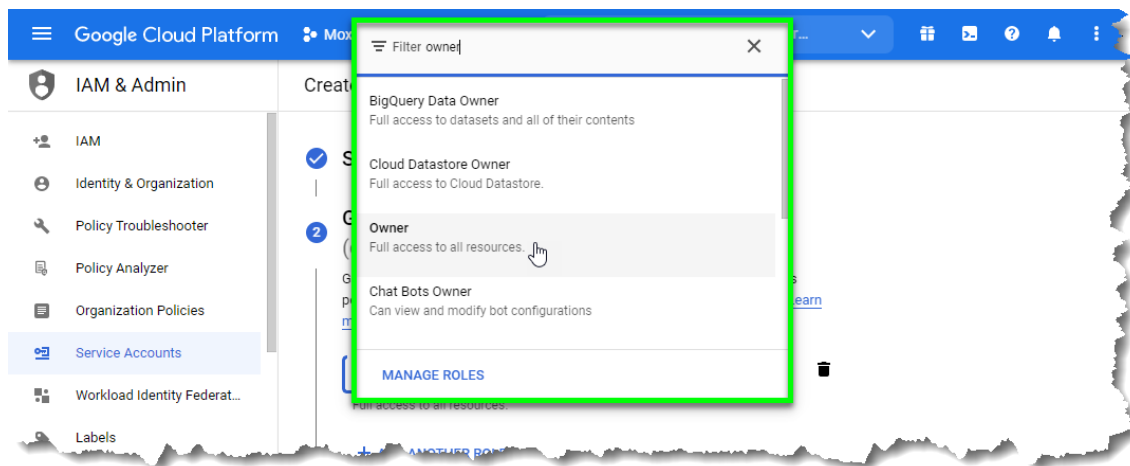 Google Cloud Platform
Mox
r...
IAM & Admin
Create
IAM
Identity & Organization
Policy Troubleshooter
Policy Analyzer
Organization Policies
Service Accounts
Workload Identity Federat...
Labels
2
Filter owner
BigQuery Data Owner
Full access to datasets and all of their contents
Cloud Datastore Owner
Full access to Cloud Datastore.
Owner
Full access to all resources.
Chat Bots Owner
Can view and modify bot configurations
MANAGE ROLES
Full access to all resources.